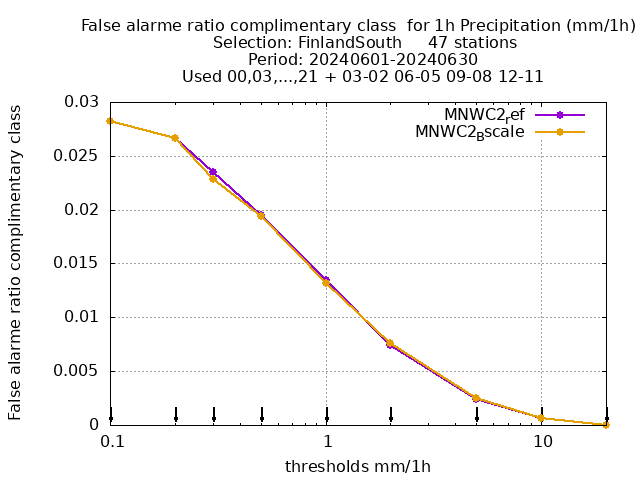 False alarme ratio complimentary class  for 1h Precipitation (mm/1h)
Selection: FinlandSouth     47 stations
Period: 20240601-20240630
Used 00,03,...,21 + 03-02 06-05 09-08 12-11
False alarme ratio complimentary class
0.03
0.025
0.02
0.015
0.01
0.005
0
MNWC2_ref
MNWC2_Bscale
0.1
1
10
thresholds mm/1h